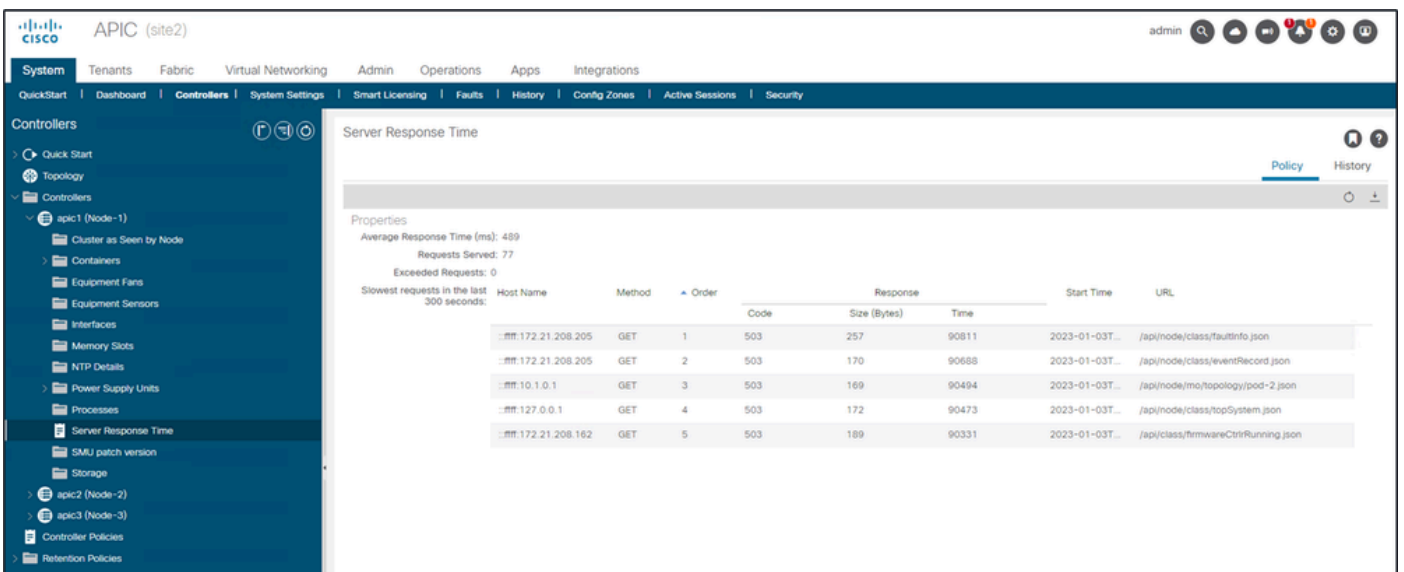 CISCO APIC (site2) admin 1 1
System Tenants Fabric Virtual Networking Admin Operations Apps Integrations
QuickStart | Dashboard | Controllers | System Settings | Smart Licensing | Faults | History | Config Zones | Active Sessions | Security
Controllers
Quick Start
Topology
Controllers
apic1 (Node-1)
Cluster as Seen by Node
Containers
Equipment Fans
Equipment Sensors
Interfaces
Memory Slots
NTP Details
Power Supply Units
Processes
Server Response Time
SMU patch version
Storage
apic2 (Node-2)
apic3 (Node-3)
Controller Policies
Retention Policies
Server Response Time
Policy History
Properties
Average Response Time (ms): 489
Requests Served: 77
Exceeded Requests: 0
Slowest requests in the last 300 seconds:
Host Name Method Order Response Start Time URL
Code Size (Bytes) Time
::ffff:172.21.208.205 GET 1 503 257 90811 2023-01-03T... /api/node/class/faultInfo.json
::ffff:172.21.208.205 GET 2 503 170 90688 2023-01-03T... /api/node/class/eventRecord.json
::ffff:10.1.0.1 GET 3 503 169 90494 2023-01-03T... /api/node/mo/topology/pod-2.json
::ffff:127.0.0.1 GET 4 503 172 90473 2023-01-03T... /api/node/class/topSystem.json
::ffff:172.21.208.162 GET 5 503 189 90331 2023-01-03T... /api/class/firmwareCtrlrRunning.json